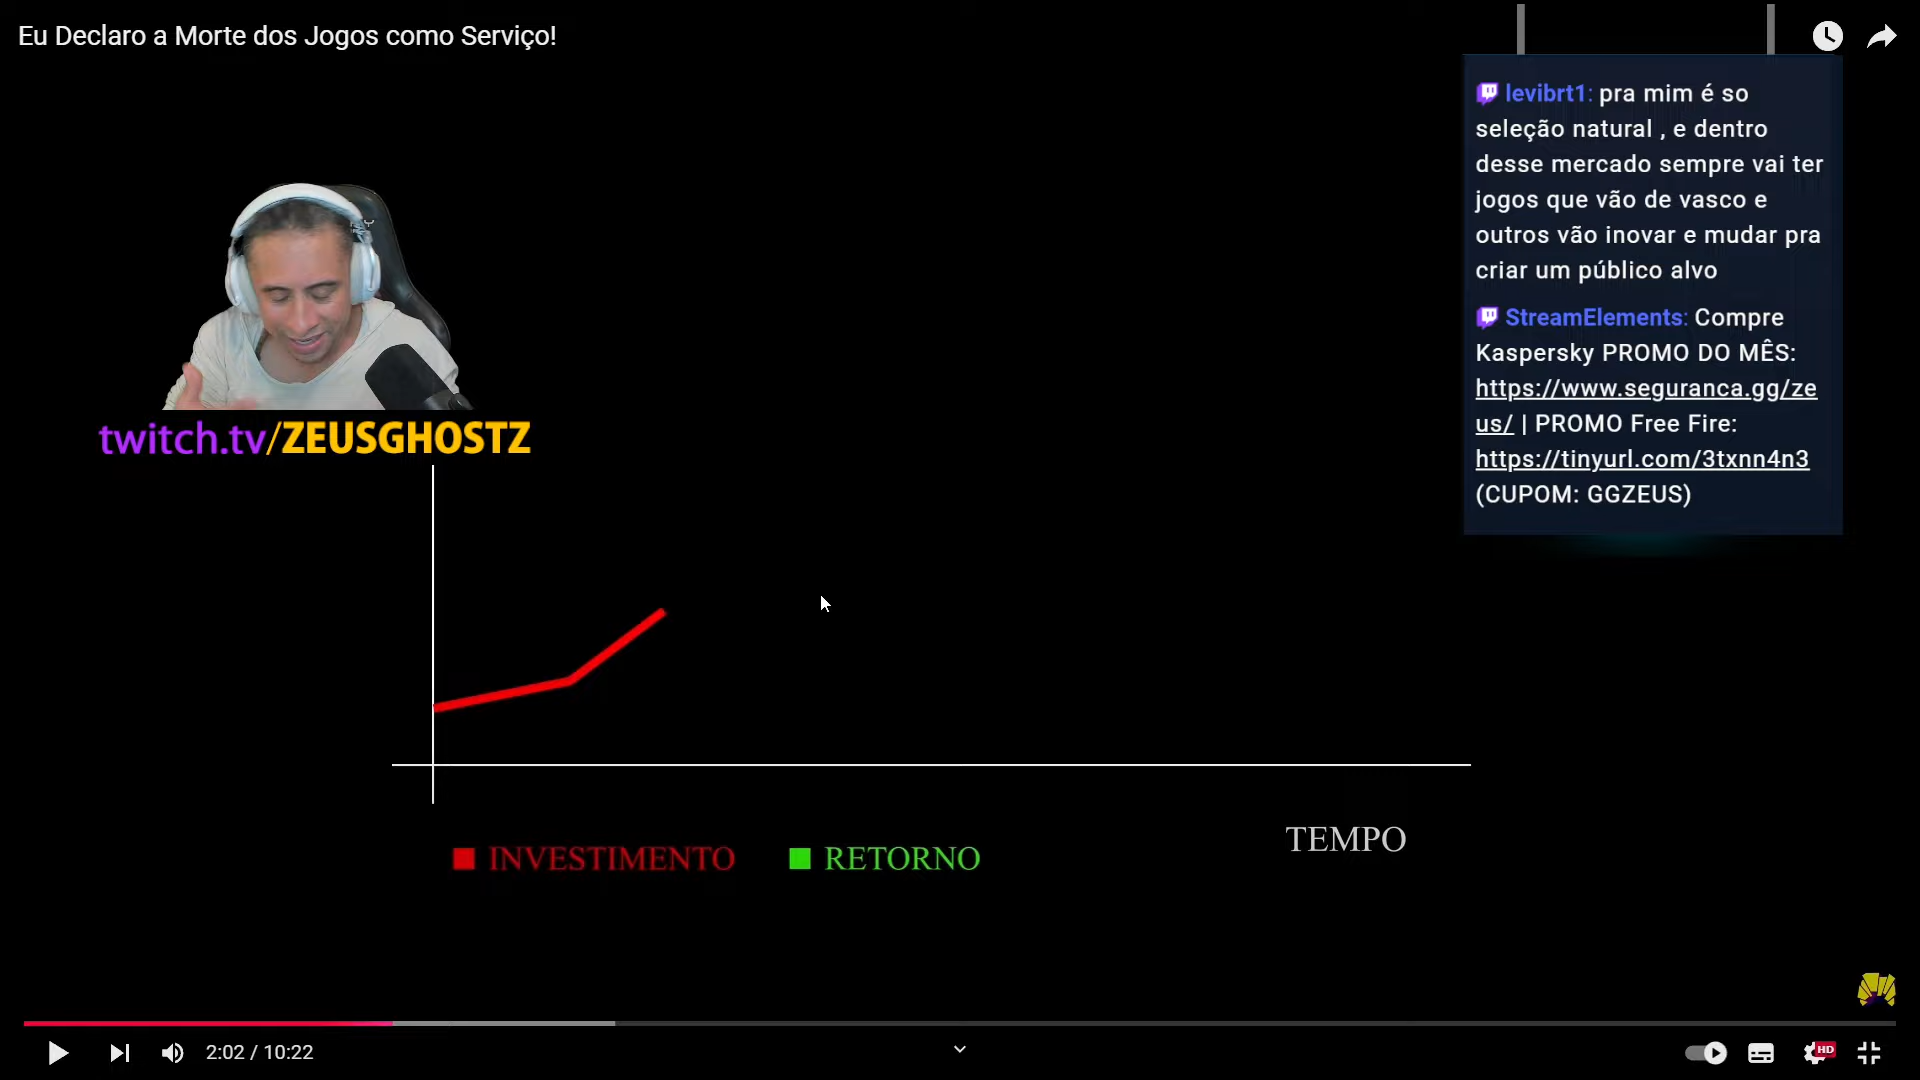 Eu Declaro a Morte dos Jogos como Serviço!
levibrt1: pra mim é so
seleção natural , e dentro
desse mercado sempre vai ter
jogos que vão de vasco e
outros vão inovar e mudar pra
criar um público alvo
StreamElements: Compre
Kaspersky PROMO DO MÊS:
https://www.seguranca.gg/ze
us/ | PROMO Free Fire:
https://tinyurl.com/3txnn4n3
(CUPOM: GGZEUS)
twitch.tv/ZEUSGHOSTZ
TEMPO
INVESTIMENTO
RETORNO
2:02 / 10:22
HD